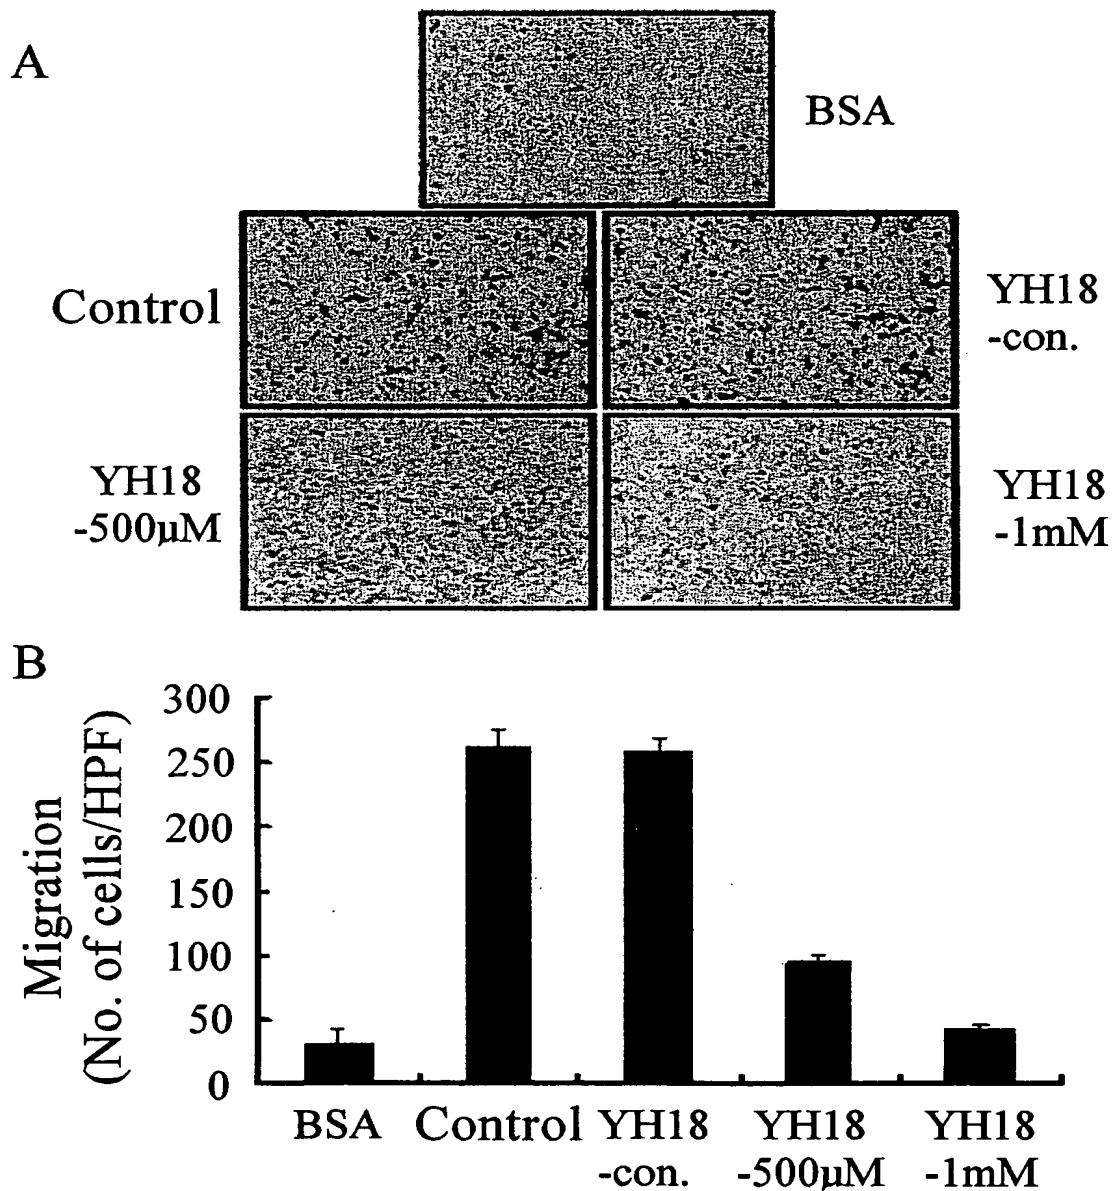 A
BSA
Control
YH18
-con.
YH18
-500µM
YH18
-1mM
B
Migration
(No. of cells/HPF)
300
250
200
150
100
50
0
BSA
Control
YH18
-con.
YH18
-500µM
YH18
-1mM